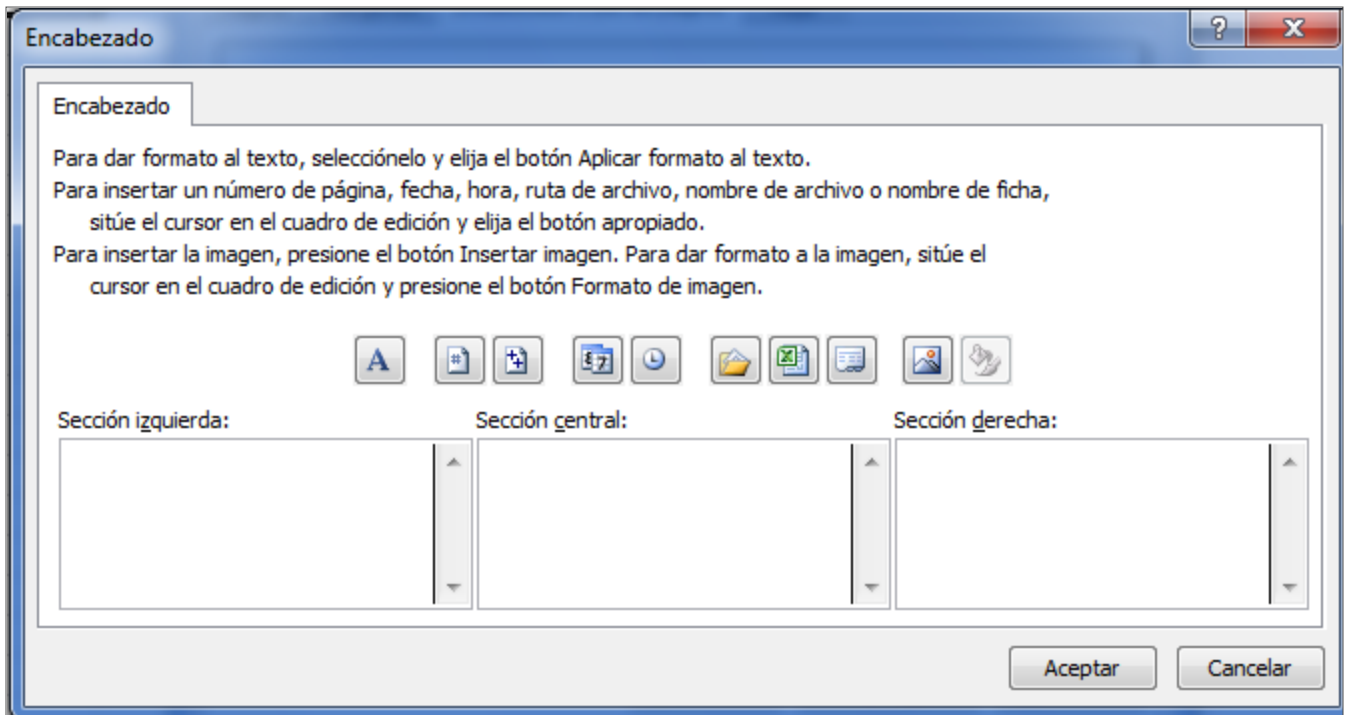 Encabezado
Encabezado
Para dar formato al texto, selecciónelo y elija el botón Aplicar formato al texto.
Para insertar un número de página, fecha, hora, ruta de archivo, nombre de archivo o nombre de ficha,
sitúe el cursor en el cuadro de edición y elija el botón apropiado.
Para insertar la imagen, presione el botón Insertar imagen. Para dar formato a la imagen, sitúe el
cursor en el cuadro de edición y presione el botón Formato de imagen.
A
Sección izquierda: Sección central: Sección derecha:
Aceptar Cancelar